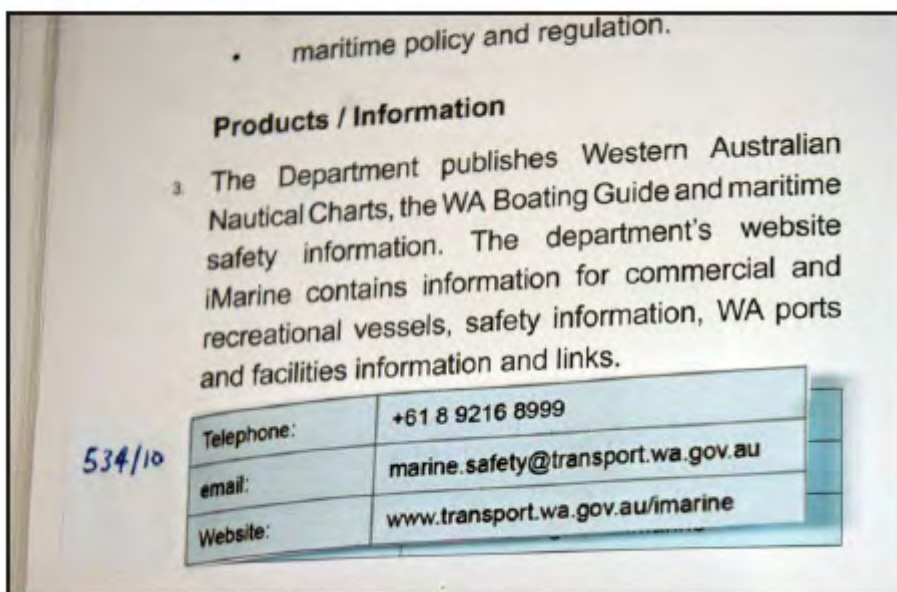 • maritime policy and regulation.
Products / Information
3. The Department publishes Western Australian
Nautical Charts, the WA Boating Guide and maritime
safety information. The department's website
iMarine contains information for commercial and
recreational vessels, safety information, WA ports
and facilities information and links.
534/10
Telephone: +61 8 9216 8999
email: marine.safety@transport.wa.gov.au
Website: www.transport.wa.gov.au/imarine